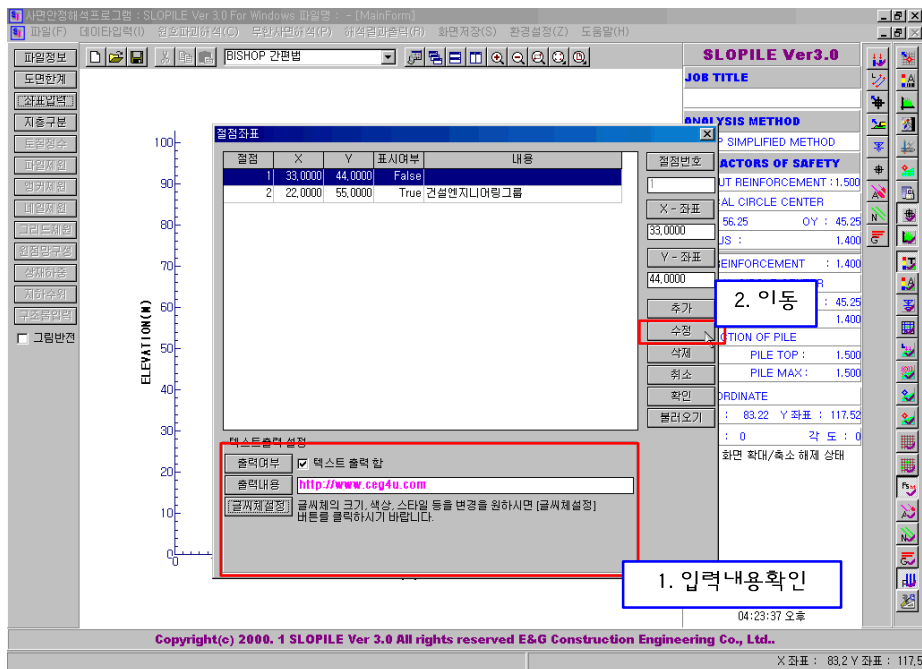 사면안정해석프로그램 : SLOPILE Ver 3,0 For Windows 파일명 : - [MainForm]
파일(F) 데이타입력(I) 원호파괴해석(C) 무한사면해석(P) 해석결과출력(R) 화면저장(S) 환경설정(Z) 도움말(H)
파일정보
도면한계
좌표입력
지층구분
토질정수
파일제원
앵커제원
네일제원
그리드제원
원점망구성
상재하중
지하수위
구조물입력
그림반전
BISHOP 간편법
SLOPILE Ver3.0
JOB TITLE
ANALYSIS METHOD
P SIMPLIFIED METHOD
ACTORS OF SAFETY
UT REINFORCEMENT : 1.500
AL CIRCLE CENTER
56.25 OY : 45.25
US : 1.400
REINFORCEMENT : 1.400
R
: 45.25
1.400
CTION OF PILE
PILE TOP : 1.500
PILE MAX : 1.500
ORDINATE
: 83.22 Y 좌표 : 117.52
: 0 각 도 : 0
화면 확대/축소 해제 상태
04:23:37 오후
ELEVATION(M)
100
90
80
70
60
50
40
30
20
10
0
0
절점좌표
절점 X Y 표시여부 내용
1 33,0000 44,0000 False
2 22,0000 55,0000 True 건설엔지니어링그룹
절점번호
1
X - 좌표
33,0000
Y - 좌표
44,0000
추가
수정
삭제
취소
확인
불러오기
2. 이동
텍스트출력 설정
출력여부 텍스트 출력 함
출력내용 http://www.ceg4u.com
글씨체설정 글씨체의 크기, 색상, 스타일 등을 변경을 원하시면 [글씨체설정]
버튼를 클릭하시기 바랍니다.
1. 입력내용확인
Copyright(c) 2000. 1 SLOPILE Ver 3.0 All rights reserved E&G Construction Engineering Co., Ltd..
X 좌표 : 83,2 Y 좌표 : 117,5